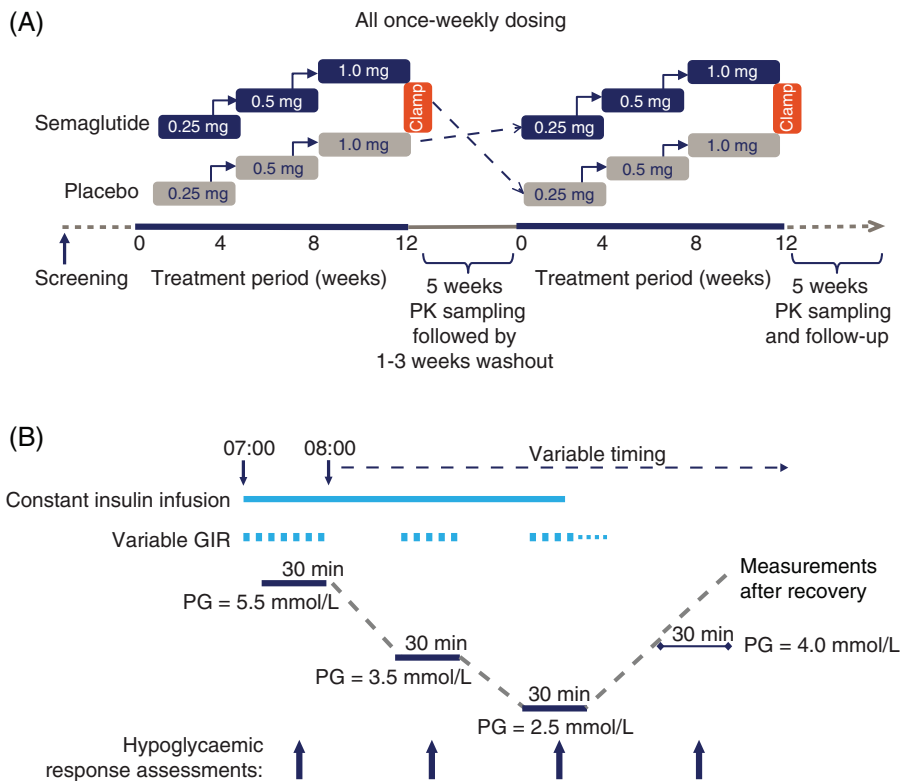 (A)
All once-weekly dosing
Semaglutide
0.25 mg
0.5 mg
1.0 mg
Clamp
0.25 mg
0.5 mg
1.0 mg
Clamp
Placebo
0.25 mg
0.5 mg
1.0 mg
0.25 mg
0.5 mg
1.0 mg
0 4 8 12 0 4 8 12
Screening
Treatment period (weeks)
5 weeks
PK sampling
followed by
1-3 weeks washout
Treatment period (weeks)
5 weeks
PK sampling
and follow-up
(B)
07:00 08:00
Variable timing
Constant insulin infusion
Variable GIR
30 min
PG = 5.5 mmol/L
30 min
PG = 3.5 mmol/L
30 min
PG = 2.5 mmol/L
Measurements
after recovery
30 min
PG = 4.0 mmol/L
Hypoglycaemic
response assessments: